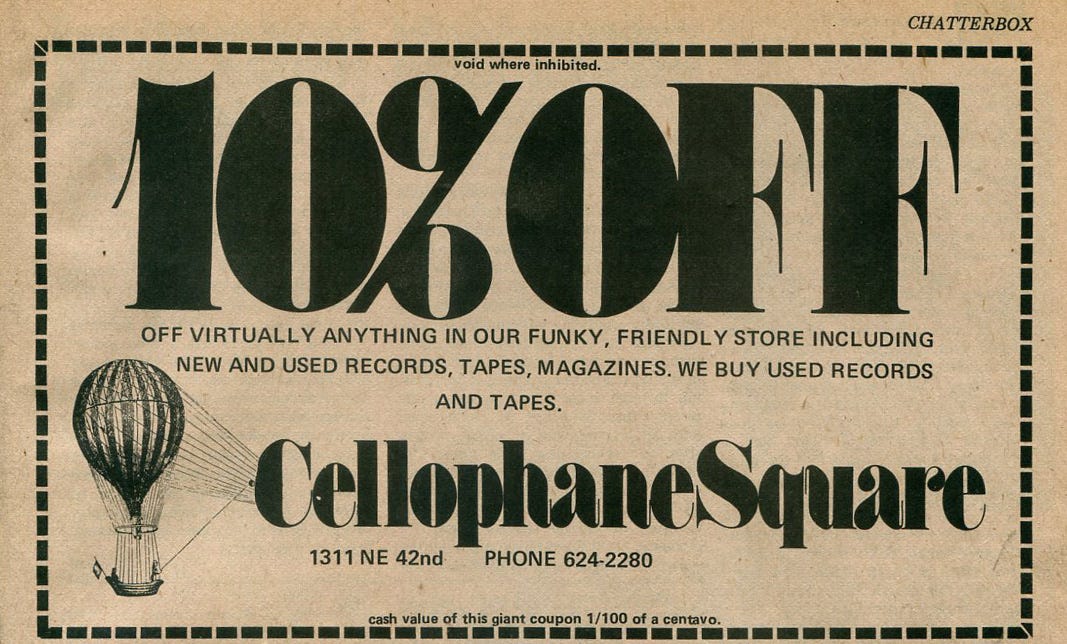 CHATTERBOX
void where inhibited.
10% OFF
OFF VIRTUALLY ANYTHING IN OUR FUNKY, FRIENDLY STORE INCLUDING
NEW AND USED RECORDS, TAPES, MAGAZINES. WE BUY USED RECORDS
AND TAPES.
CellophaneSquare
1311 NE 42nd PHONE 624-2280
cash value of this giant coupon 1/100 of a centavo.